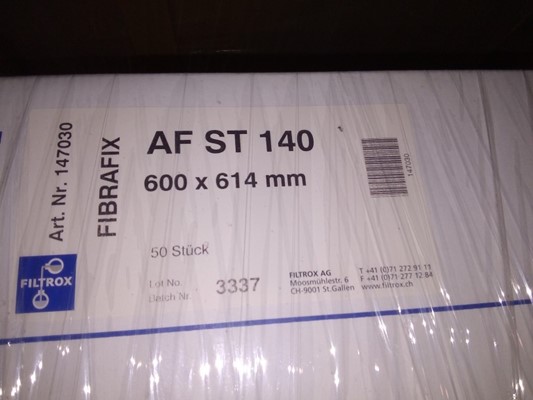 Art. Nr. 147030
FIBRAFIX
AF ST 140
600 x 614 mm
50 Stück
Lot No.
Batch Nr.
3337
147030
FILTROX
FILTROX AG
Moosmühlestr. 6
CH-9001 St.Gallen
T +41 (0)71 272 91 11
F +41 (0)71 277 12 84
www.filtrox.ch